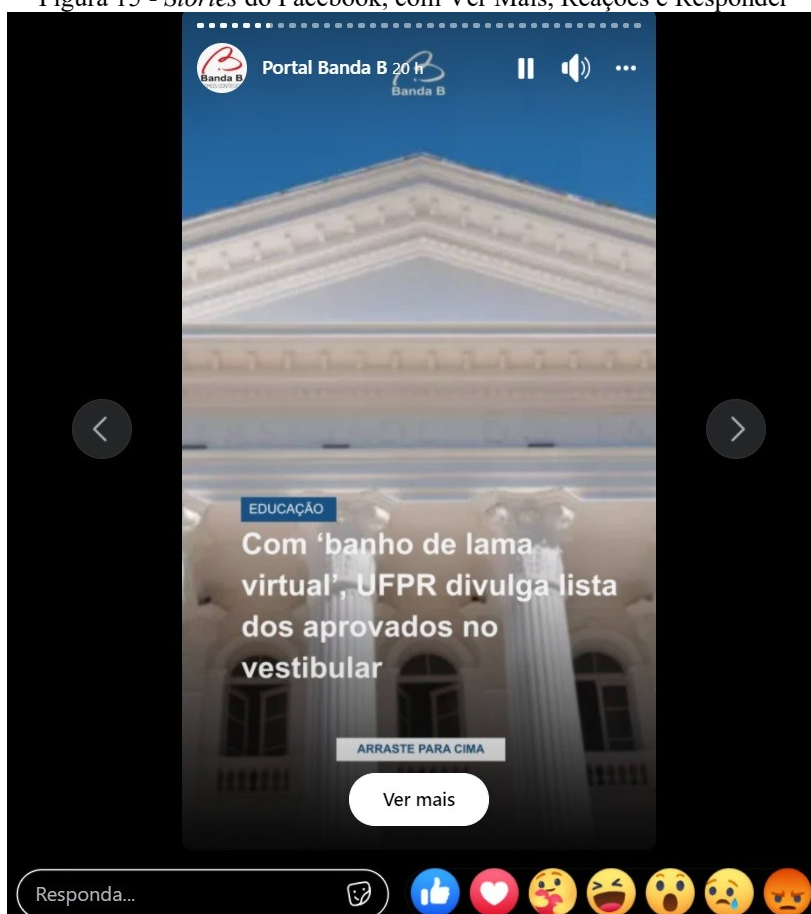 Figura 15 - Stories do Facebook, com Ver Mais, Reações e Responder
Banda B
Portal Banda B 20 h
Banda B
EDUCAÇÃO
Com ‘banho de lama
virtual’, UFPR divulga lista
dos aprovados no
vestibular
ARRASTE PARA CIMA
Ver mais
Responda...